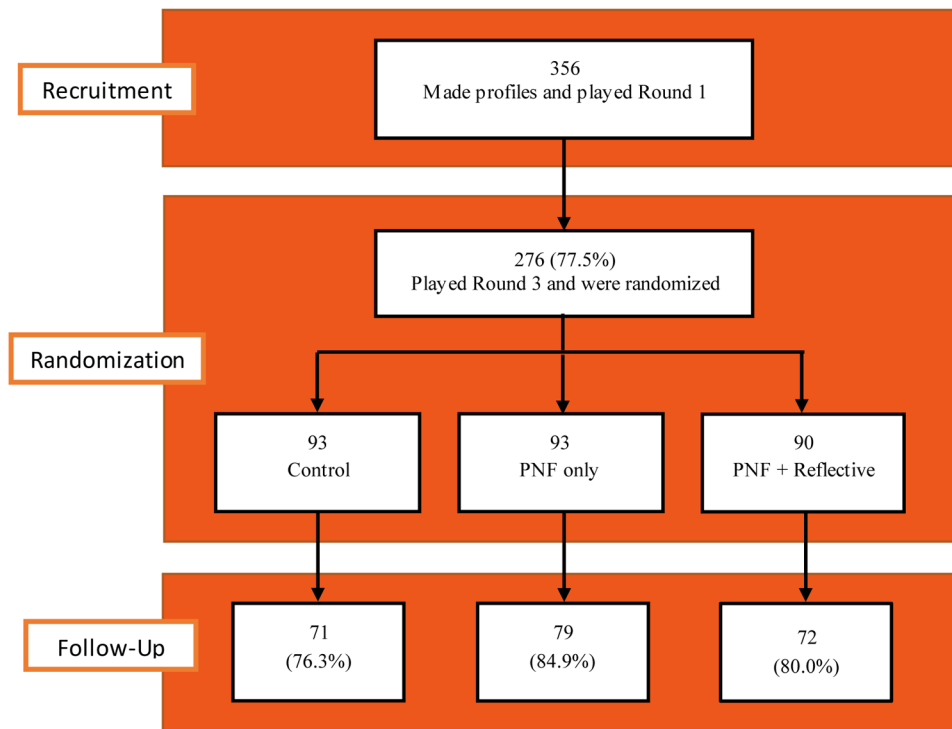 Recruitment
356
Made profiles and played Round 1
Randomization
276 (77.5%)
Played Round 3 and were randomized
93
Control
93
PNF only
90
PNF + Reflective
Follow-Up
71
(76.3%)
79
(84.9%)
72
(80.0%)